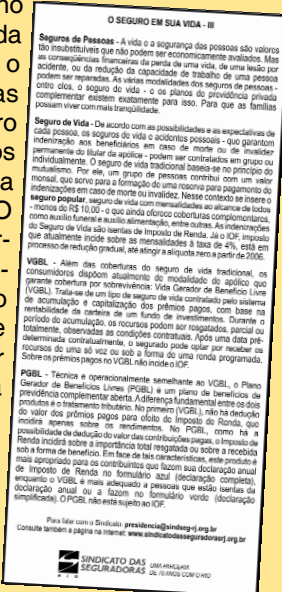 O SEGURO EM SUA VIDA - III
Seguros de Pessoas - A vida e a segurança das pessoas são valores
tão insubstituíveis que não podem ser economicamente avaliados. Mas
as conseqüências financeiras da perda de uma vida, de uma lesão por
acidente, ou da redução da capacidade de trabalho de uma pessoa
podem ser reparadas. As várias modalidades dos seguros de pessoas -
entre elos, o seguro de vida - e os planos de previdência privada
complementar existem exatamente para isso. Para que as famílias
possam viver com mais tranqüilidade.
Seguro de Vida - De acordo com as possibilidades e as expectativas de
cada pessoa, os seguros de vida e acidentes pessoais - que garantem
indenização aos beneficiários em caso de morte ou de invalidez
permanente do titular da apólice - podem ser contratados em grupo ou
individualmente. O seguro de vida tradicional baseia-se no princípio do
mutualismo. Por ele, um grupo de pessoas contribui com um valor
mensal, que serve para a formação de uma reserva para pagamento do
indenizações em caso de morte ou invalidez. Nesse contexto se insere o
seguro popular, seguro de vida com mensalidades ao alcance de todos
- menos de R$ 10,00 - e que ainda oferece coberturas complementares,
como auxílio funeral e auxílio alimentação, entre outras. As indenizações
do Seguro de Vida são isentas de Imposto de Renda. Já o IOF, imposto
que atualmente incide sobre as mensalidades à taxa de 4%, está em
processo de redução gradual, até atingir a alíquota zero a partir de 2006.
VGBL - Além das coberturas do seguro de vida tradicional, os
consumidores dispõem atualmente do modalidade do apólice que
garante cobertura por sobrevivência: Vida Gerador de Benefício Livre
(VGBL). Trata-se de um tipo de seguro de vida contratado pelo sistema
de acumulação e capitalização dos prêmios pagos, com base na
rentabilidade da carteira de um fundo de investimentos. Durante o
período do acumulação, os recursos podem ser resgatados, parcial ou
totalmente, observadas as condições contratuais. Após uma data pré-
determinada contratualmente, o segurado pode optar por receber os
recursos de uma só voz ou sob a forma de uma ronda programada.
Sobre os prêmios pagos no VGBL não incide o IOF.
PGBL - Técnica e operacionalmente semelhante ao VGBL, o Plano
Gerador de Benefícios Livres (PGBL) é um plano de benefícios de
previdência complementar aberta. A diferença fundamental entre os dois
produtos é o tratamento tributário. No primeiro (VGBL), não há dedução
do valor dos prêmios pagos para efeito do Imposto de Renda, que
incidirá apenas sobre os rendimentos. No PGBL, como há a
possibilidade de dedução do valor das contribuições pagas, o Imposto de
Renda incidirá sobre a importância total resgatada ou sobre a recebida
sob a forma de benefício. Em face de tais características, este produto é
mais apropriado para os contribuintes que fazem sua declaração anual
de Imposto de Renda no formulário azul (declaração completa),
enquanto o VGBL é mais adequado a pessoas que estão isentas da
declaração anual ou a fazem no formulário verde (declaração
simplificada). O PGBL não está sujeito ao IOF.
Para falar com o Sindicato: presidencia@sindseg-rj.org.br
Consulte também a página na internet: www.sindicatodasseguradorasrj.org.br
SINDICATO DAS
SEGURADORAS
RIO
UMA PARCERIA
DE 70 ANOS COM O RIO